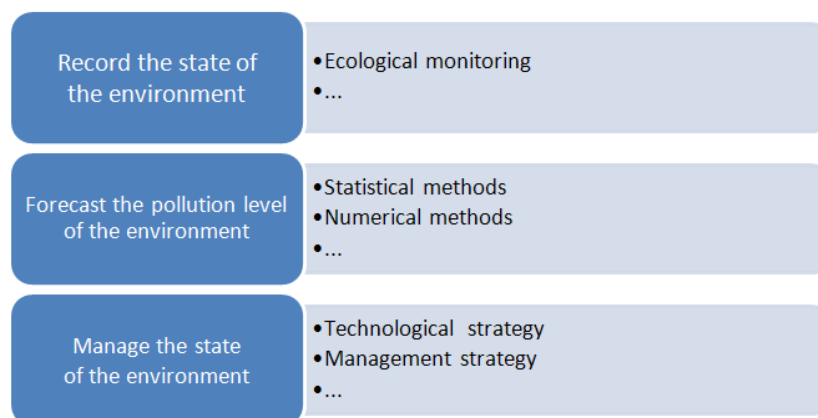 Record the state of
the environment
•Ecological monitoring
•...
Forecast the pollution level
of the environment
•Statistical methods
•Numerical methods
•...
Manage the state
of the environment
•Technological strategy
•Management strategy
•...